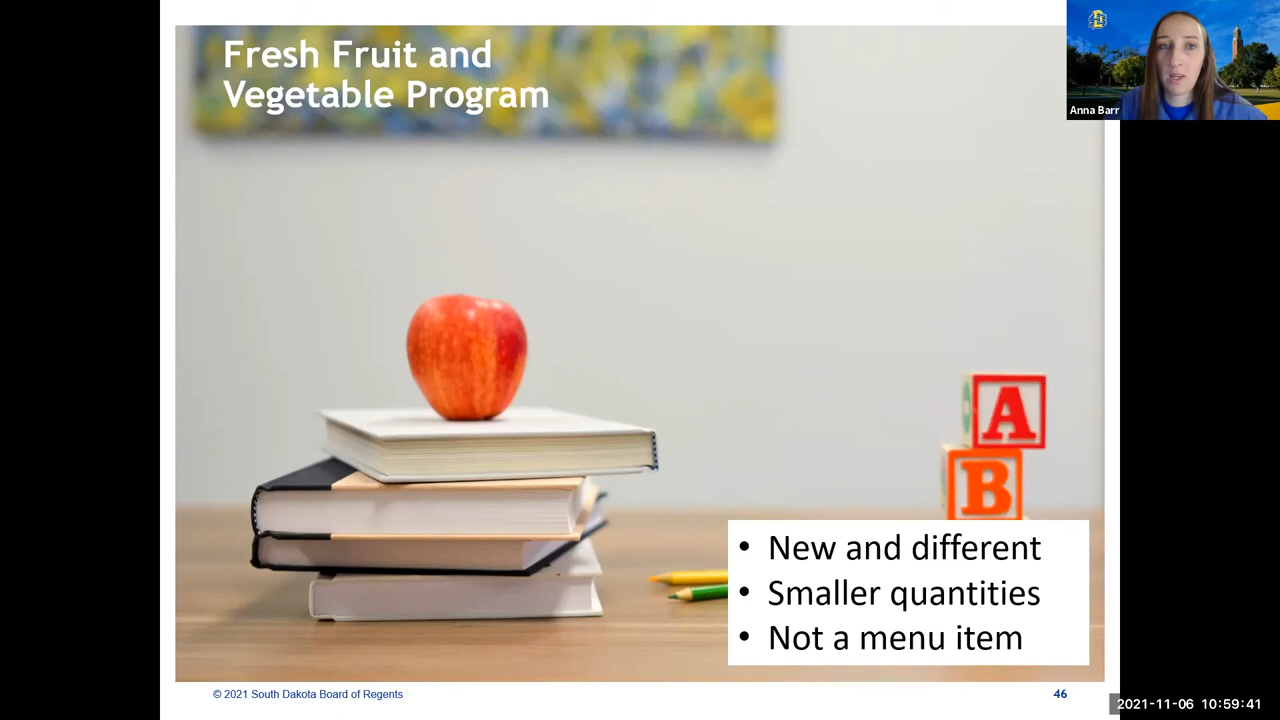 Fresh Fruit and
Vegetable Program
Anna Barr
A
B
• New and different
• Smaller quantities
• Not a menu item
© 2021 South Dakota Board of Regents
46
2021-11-06 10:59:41